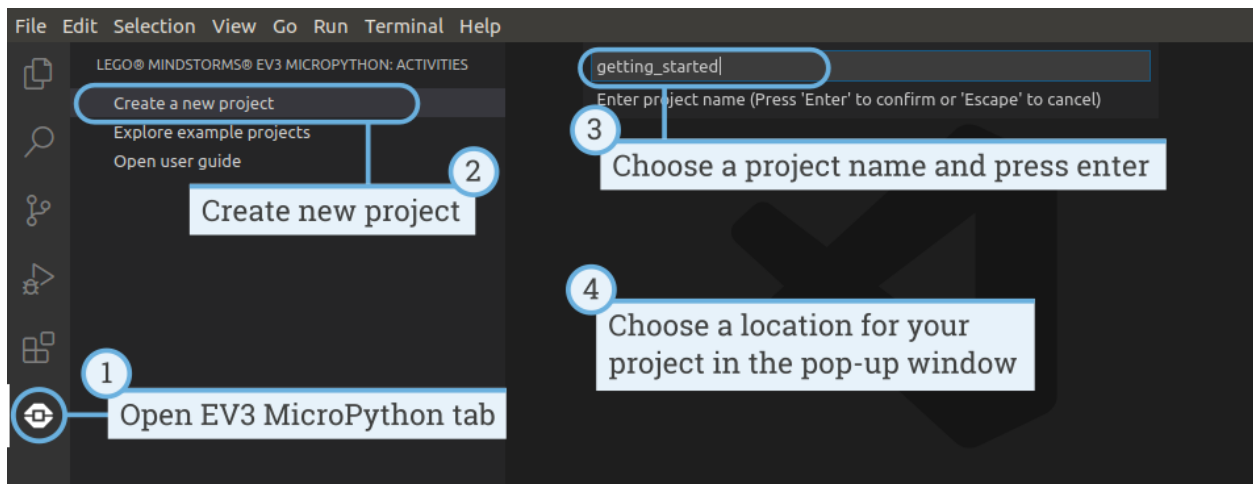 File Edit Selection View Go Run Terminal Help
LEGO® MINDSTORMS® EV3 MICROPYTHON: ACTIVITIES
Create a new project
Explore example projects
Open user guide
2
Create new project
1
Open EV3 MicroPython tab
getting_started
Enter project name (Press 'Enter' to confirm or 'Escape' to cancel)
3
Choose a project name and press enter
4
Choose a location for your
project in the pop-up window